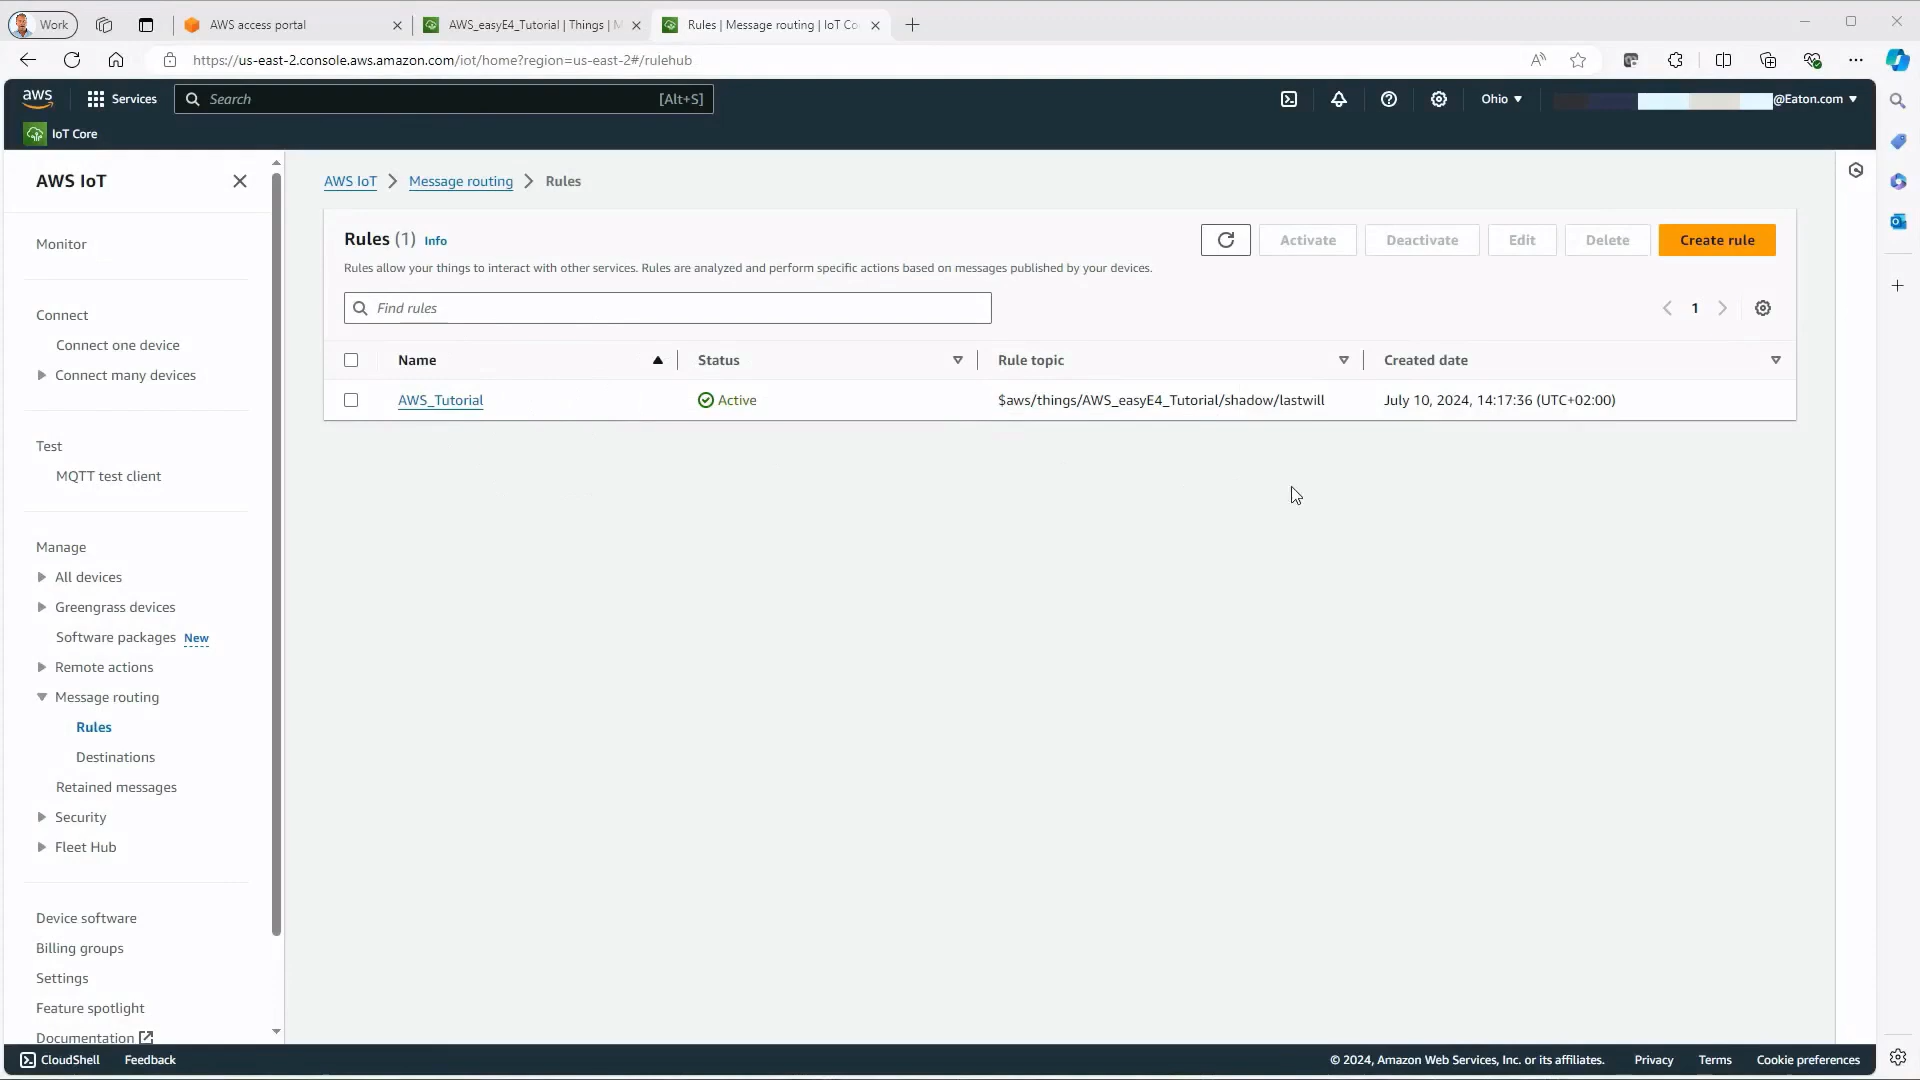 Work
AWS access portal
AWS_easyE4_Tutorial | Things | M
Rules | Message routing | IoT Co
https://us-east-2.console.aws.amazon.com/iot/home?region=us-east-2#/rulehub
aws
Services
Search
[Alt+S]
Ohio
@Eaton.com
IoT Core
AWS IoT
Monitor
Connect
Connect one device
Connect many devices
Test
MQTT test client
Manage
All devices
Greengrass devices
Software packages New
Remote actions
Message routing
Rules
Destinations
Retained messages
Security
Fleet Hub
Device software
Billing groups
Settings
Feature spotlight
Documentation
AWS IoT > Message routing > Rules
Rules (1) Info
Activate
Deactivate
Edit
Delete
Create rule
Rules allow your things to interact with other services. Rules are analyzed and perform specific actions based on messages published by your devices.
Find rules
1
Name Status Rule topic Created date
AWS_Tutorial Active $aws/things/AWS_easyE4_Tutorial/shadow/lastwill July 10, 2024, 14:17:36 (UTC+02:00)
CloudShell Feedback © 2024, Amazon Web Services, Inc. or its affiliates. Privacy Terms Cookie preferences